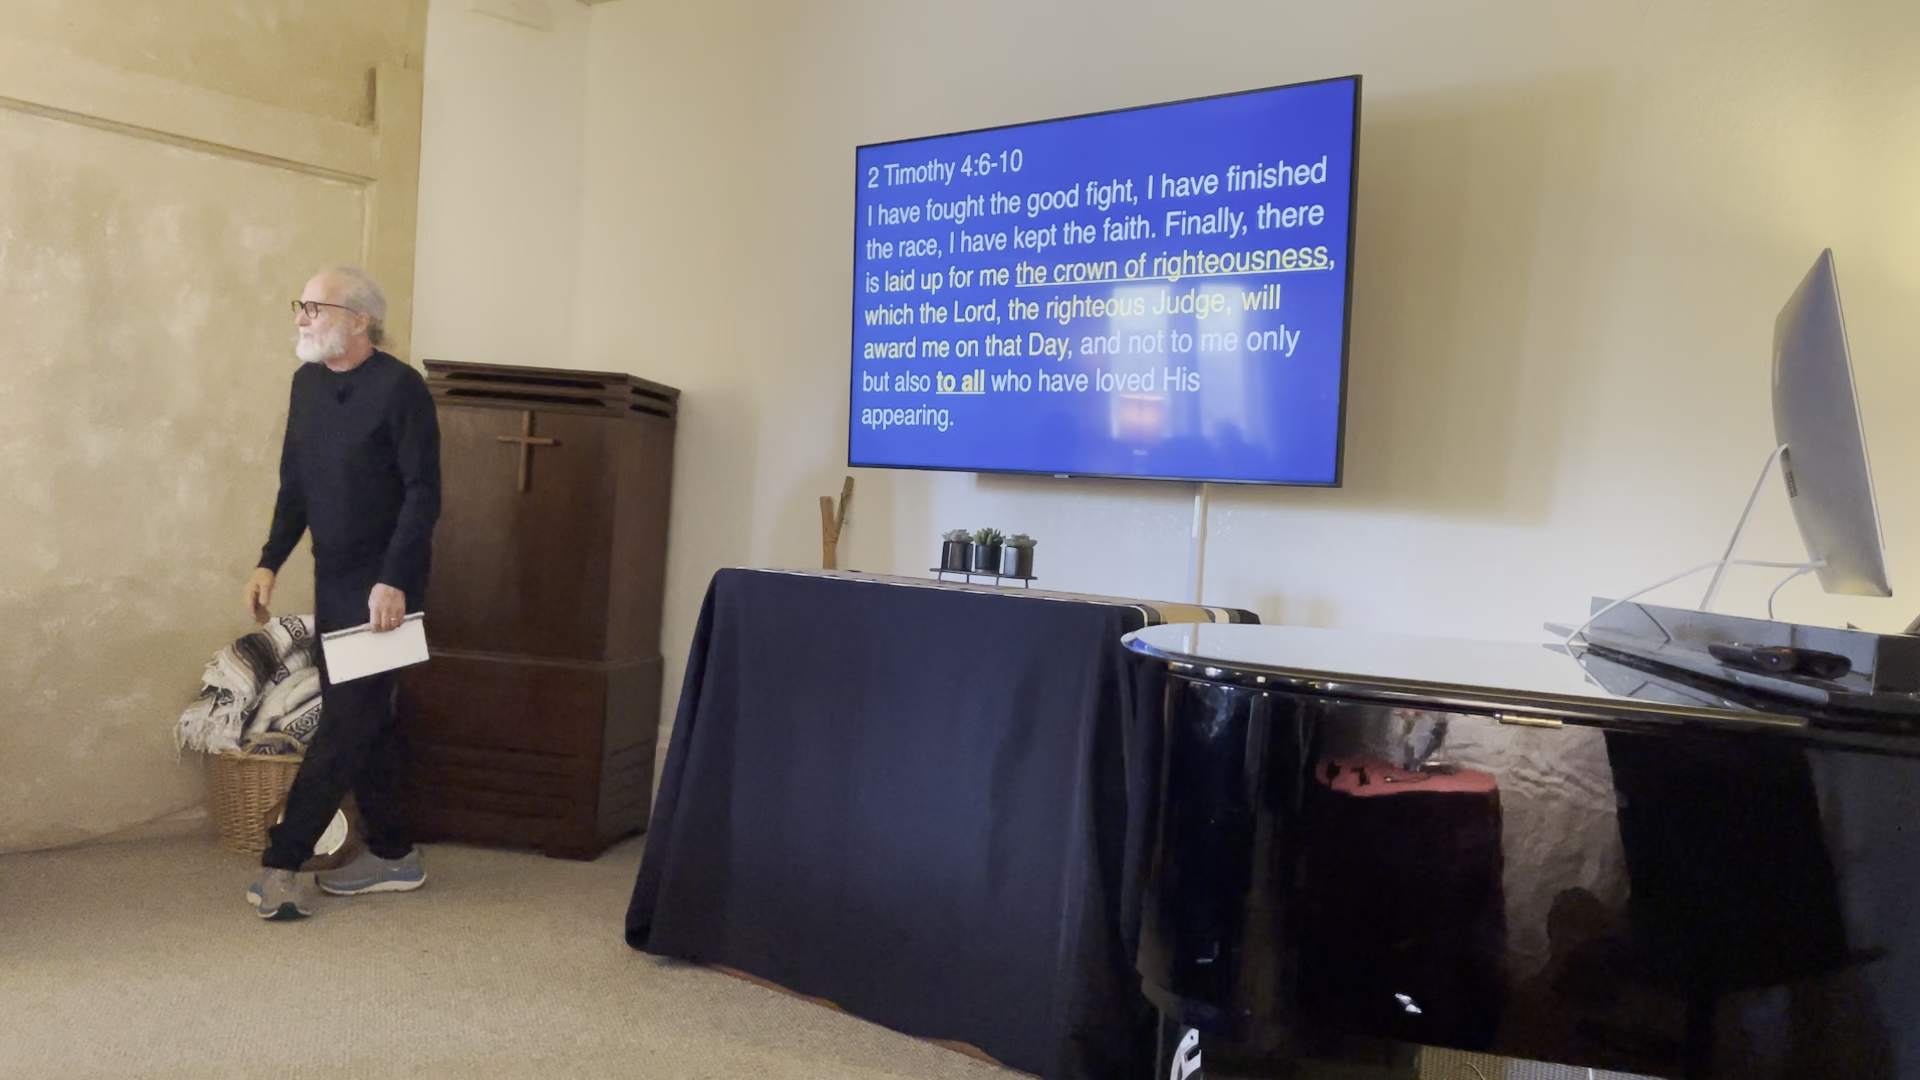 2 Timothy 4:6-10
I have fought the good fight, I have finished
the race, I have kept the faith. Finally, there
is laid up for me the crown of righteousness,
which the Lord, the righteous Judge, will
award me on that Day, and not to me only
but also to all who have loved His
appearing.